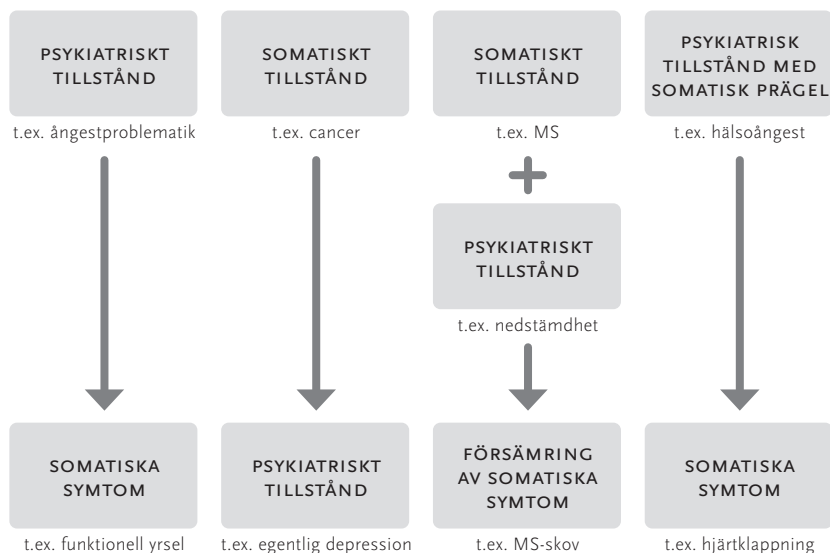 PSYKIATRISKT
TILLSTÅND
t.ex. ångestproblematik
SOMATISKA
SYMTOM
t.ex. funktionell yrsel
SOMATISKT
TILLSTÅND
t.ex. cancer
PSYKIATRISKT
TILLSTÅND
t.ex. egentlig depression
SOMATISKT
TILLSTÅND
t.ex. MS
+
PSYKIATRISKT
TILLSTÅND
t.ex. nedstämdhet
FÖRSÄMRING
AV SOMATISKA
SYMTOM
t.ex. MS-skov
PSYKIATRISK
TILLSTÅND MED
SOMATISK PRÄGEL
t.ex. hälsoångest
SOMATISKA
SYMTOM
t.ex. hjärtklappning